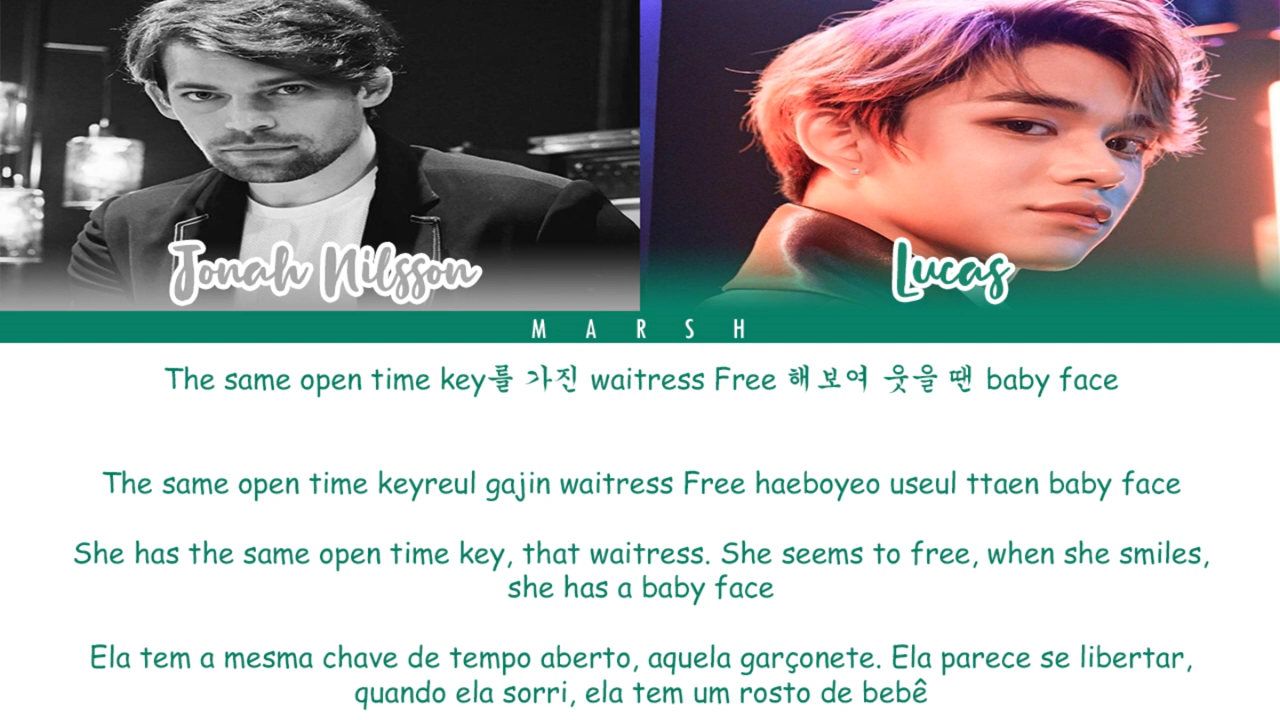 Jonah Nilsson
Lucas
MARSH
The same open time key를 가진 waitress Free 해보여 웃을 땐 baby face
The same open time keyreul gajin waitress Free haeboyeo useul ttaen baby face
She has the same open time key, that waitress. She seems to free, when she smiles,
she has a baby face
Ela tem a mesma chave de tempo aberto, aquela garçonete. Ela parece se libertar,
quando ela sorri, ela tem um rosto de bebê